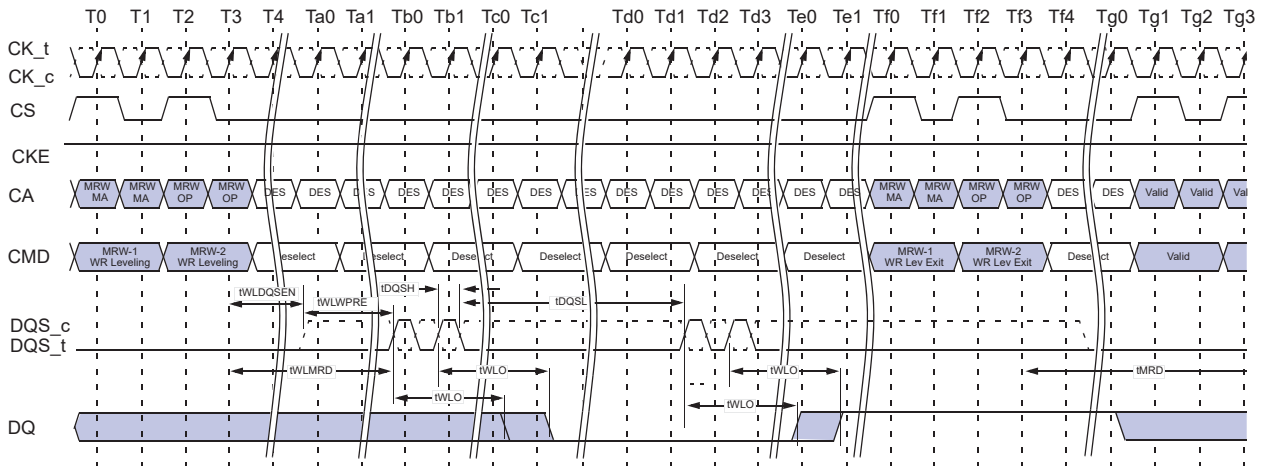 T0 T1 T2 T3 T4 Ta0 Ta1 Tb0 Tb1 Tc0 Tc1 Td0 Td1 Td2 Td3 Te0 Te1 Tf0 Tf1 Tf2 Tf3 Tf4 Tg0 Tg1 Tg2 Tg3
CK_t
CK_c
CS
CKE
CA
MRW MA
MRW MA
MRW OP
MRW OP
DES DES DES DES DES DES DES DES DES DES DES DES DES DES
MRW MA
MRW MA
MRW OP
MRW OP
DES DES Valid Valid Val
CMD
MRW-1
WR Leveling
MRW-2
WR Leveling
Deselect Deselect Deselect Deselect Deselect Deselect Deselect
MRW-1
WR Lev Exit
MRW-2
WR Lev Exit
Deselect Valid
tWLDQSEN
tWLWPRE
tDQSH
tDQSL
DQS_c
DQS_t
tWLMRD
tWLO
tWLO
tMRD
tWLO
tWLO
DQ